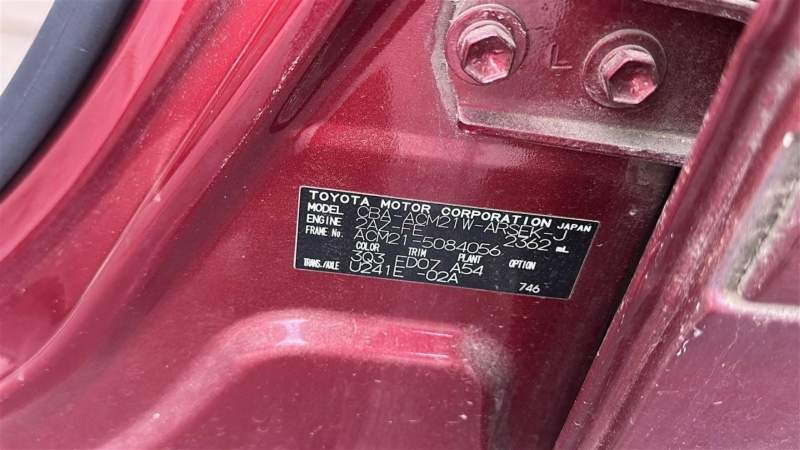 L
TOYOTA MOTOR CORPORATION JAPAN
MODEL CBA-ACM21W-ARSEK-J
ENGINE 2AZ-FE 2362 mL
FRAME No. ACM21-5084056
COLOR TRIM PLANT OPTION
3Q3 ED07 A54
TRANS./AXLE U241E -02A
746